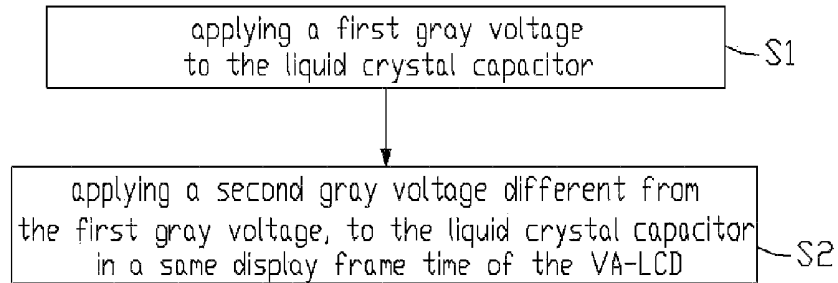 applying a first gray voltage
to the liquid crystal capacitor
S1
applying a second gray voltage different from
the first gray voltage, to the liquid crystal capacitor
in a same display frame time of the VA-LCD
S2